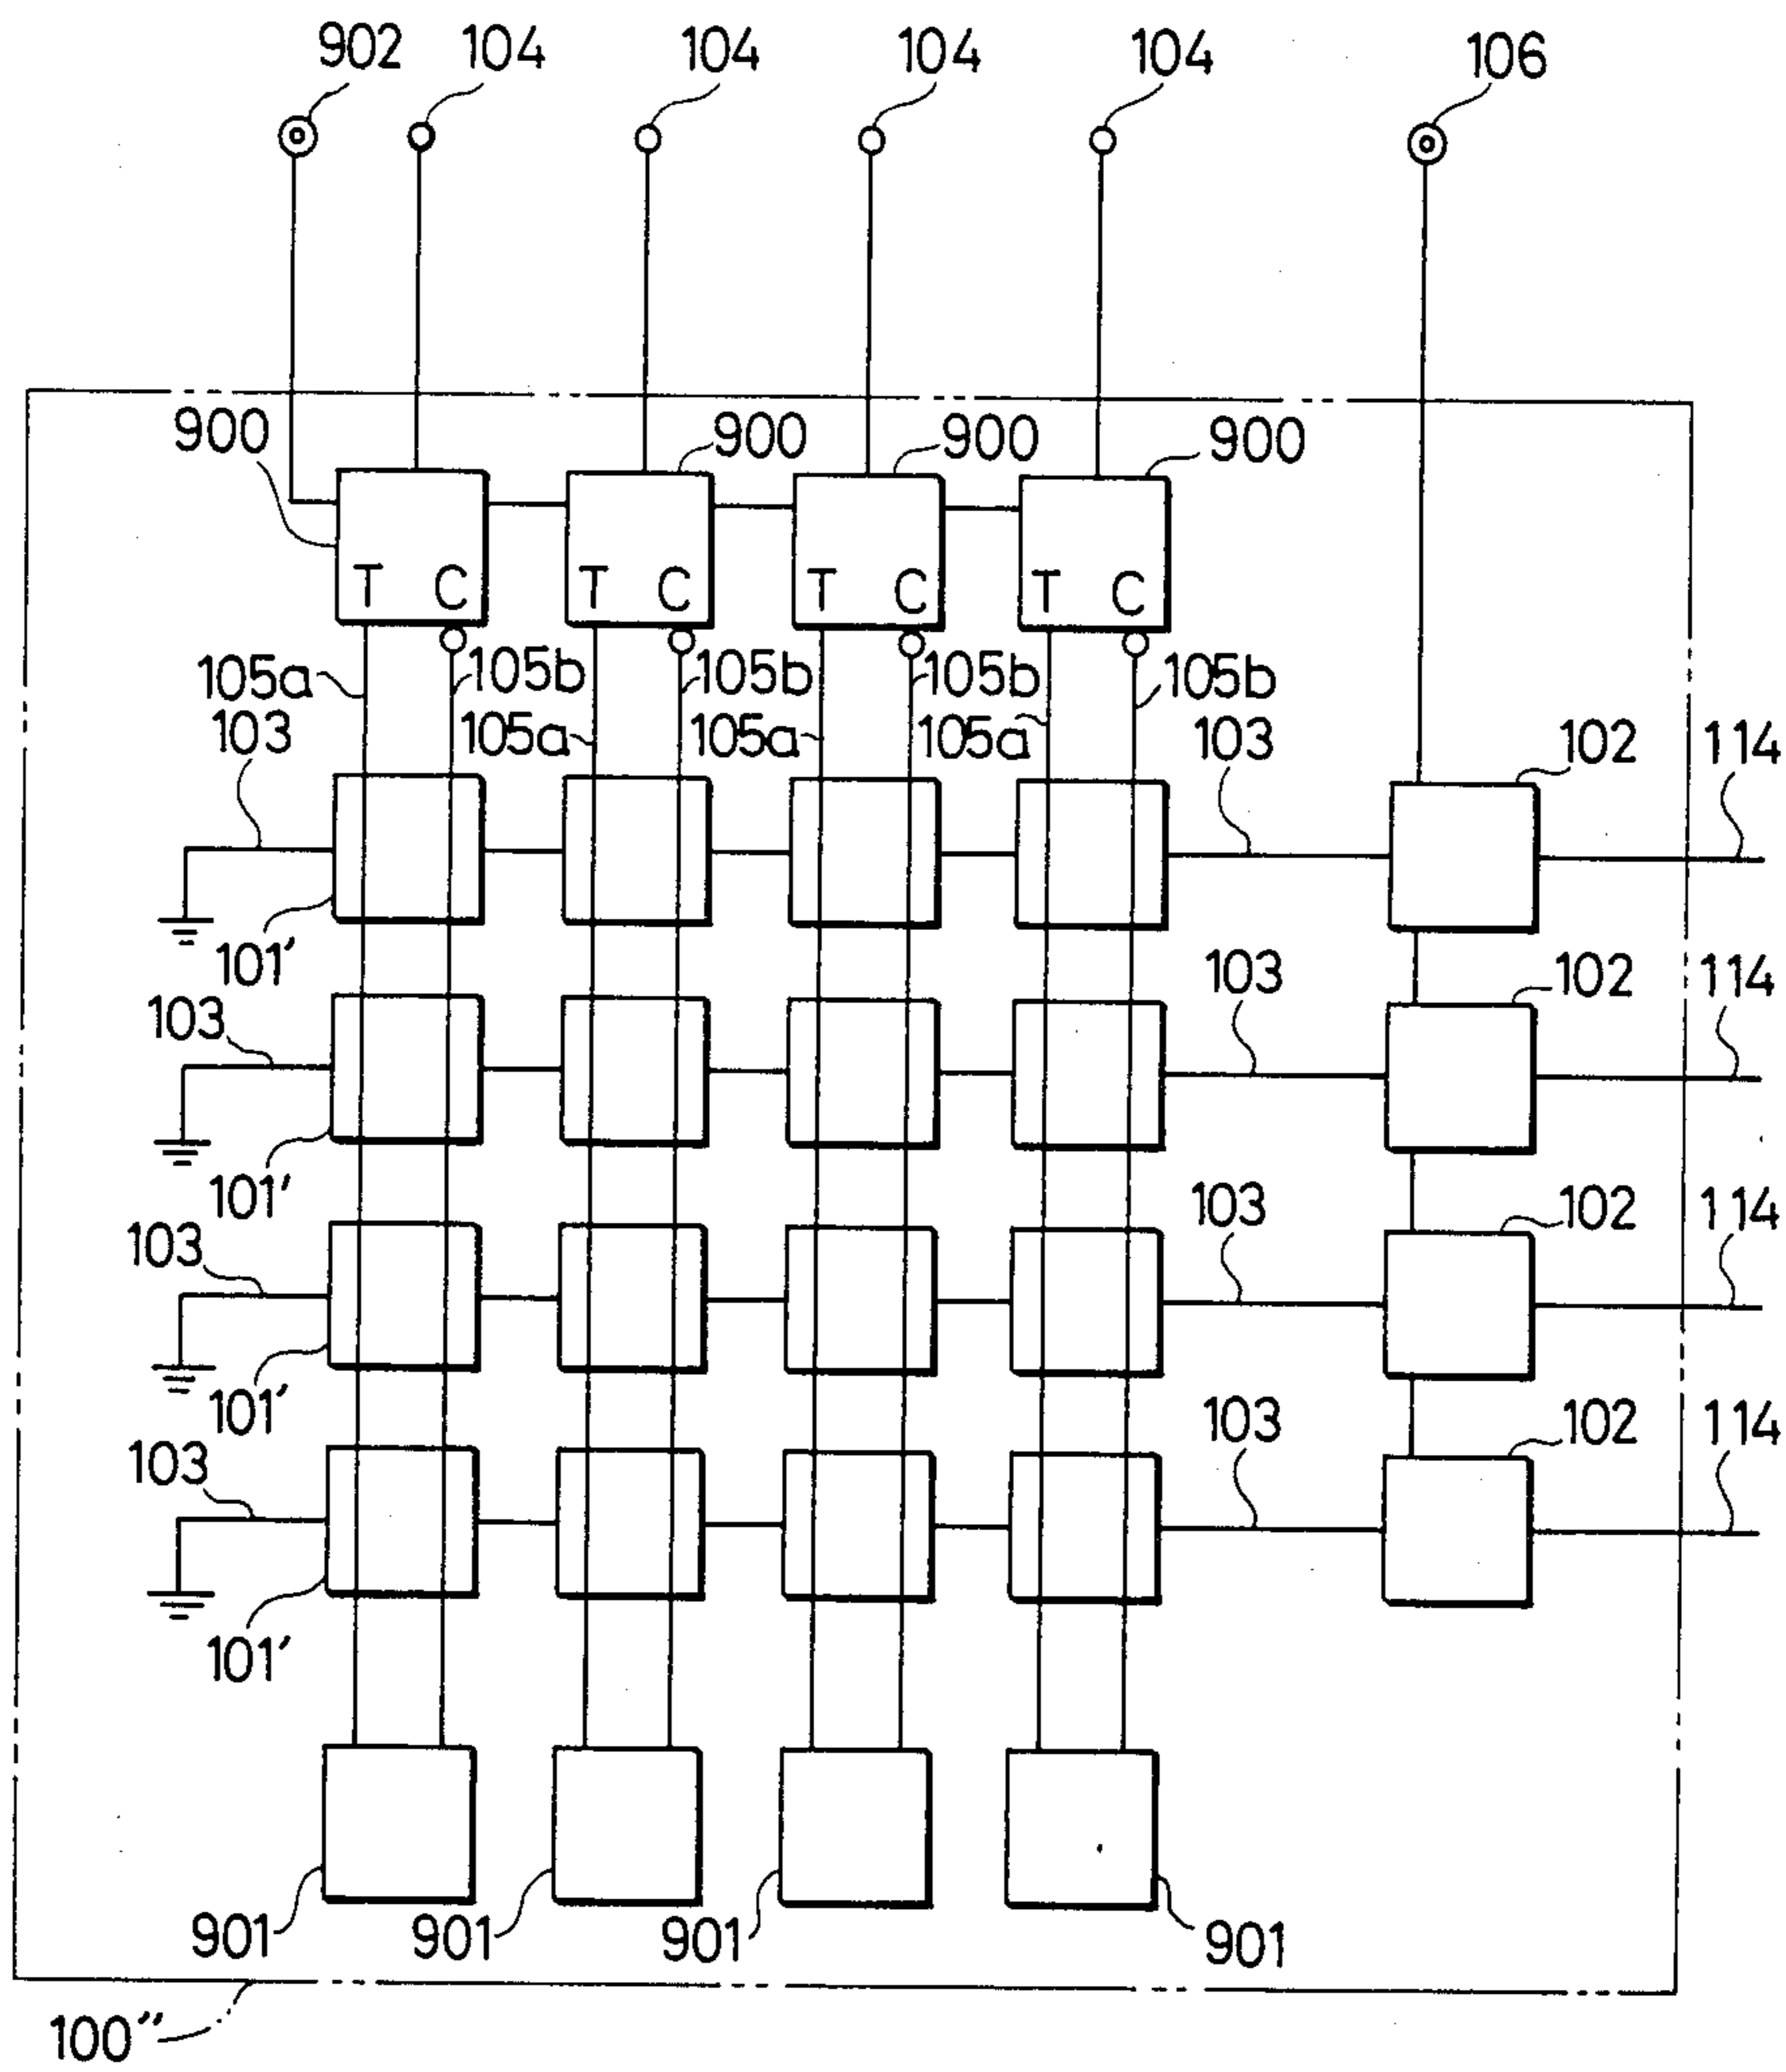 902 104 104 104 104 106
900 900 900 900
T C T C T C T C
105a 105b 105b 105b 105b
103 105a 105a 105a 103 102 114
101'
103 103 102 114
101'
103 103 102 114
101'
103 103 102 114
101'
901 901 901 901
100"